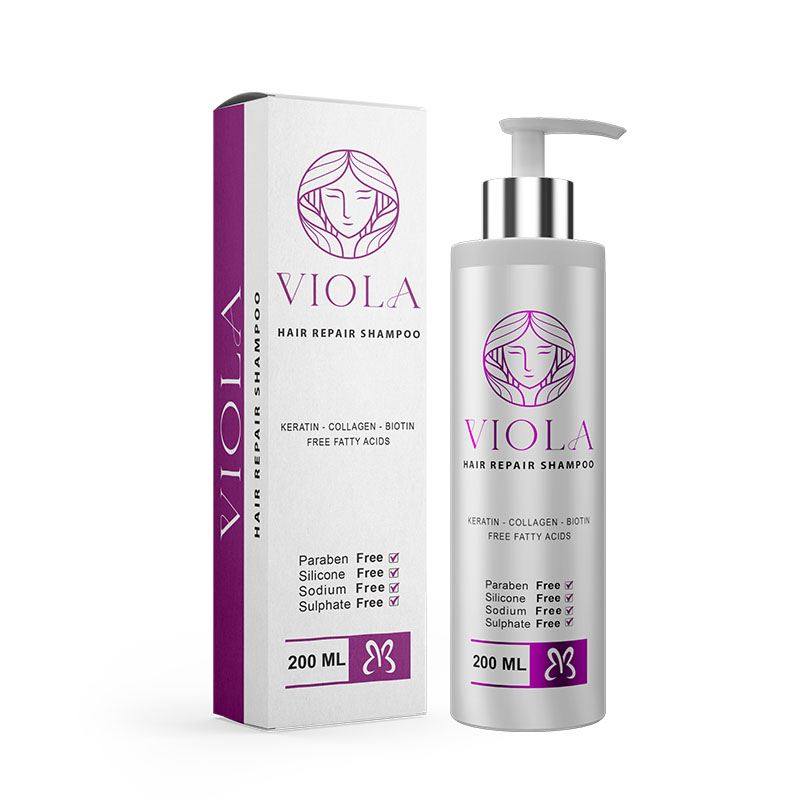 VIOLA
HAIR REPAIR SHAMPOO
VIOLA
HAIR REPAIR SHAMPOO
KERATIN - COLLAGEN - BIOTIN
FREE FATTY ACIDS
Paraben Free
Silicone Free
Sodium Free
Sulphate Free
200 ML
VIOLA
HAIR REPAIR SHAMPOO
KERATIN - COLLAGEN - BIOTIN
FREE FATTY ACIDS
Paraben Free
Silicone Free
Sodium Free
Sulphate Free
200 ML